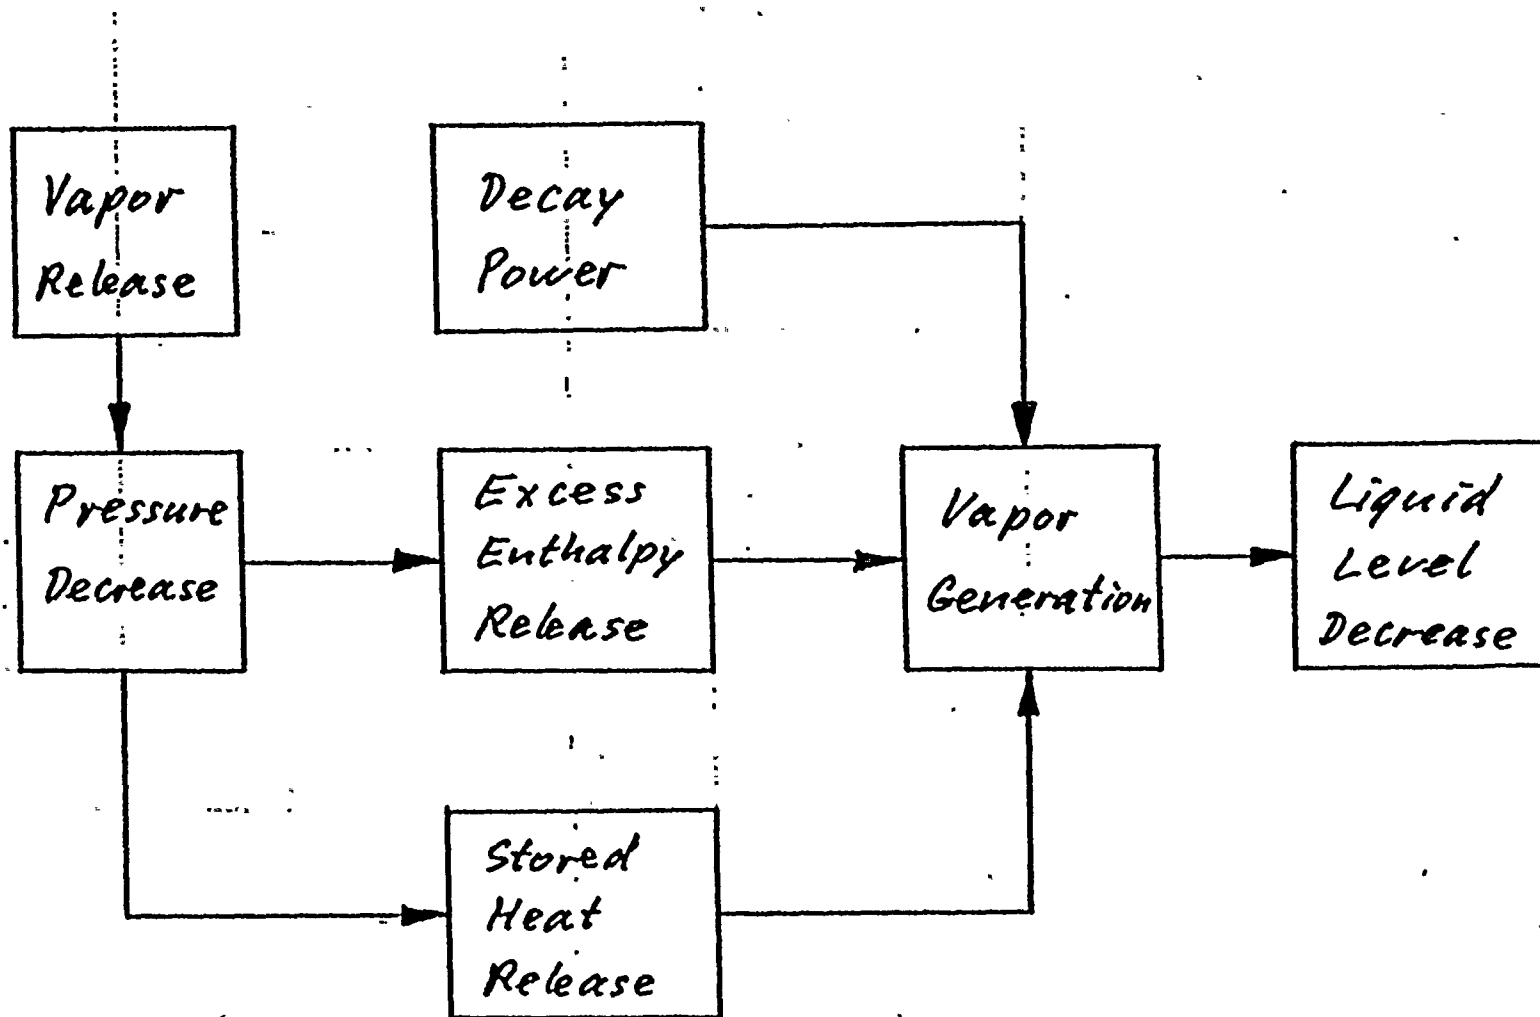 Vapor
Release
Decay
Power
Pressure
Decrease
Excess
Enthalpy
Release
Vapor
Generation
Liquid
Level
Decrease
Stored
Heat
Release